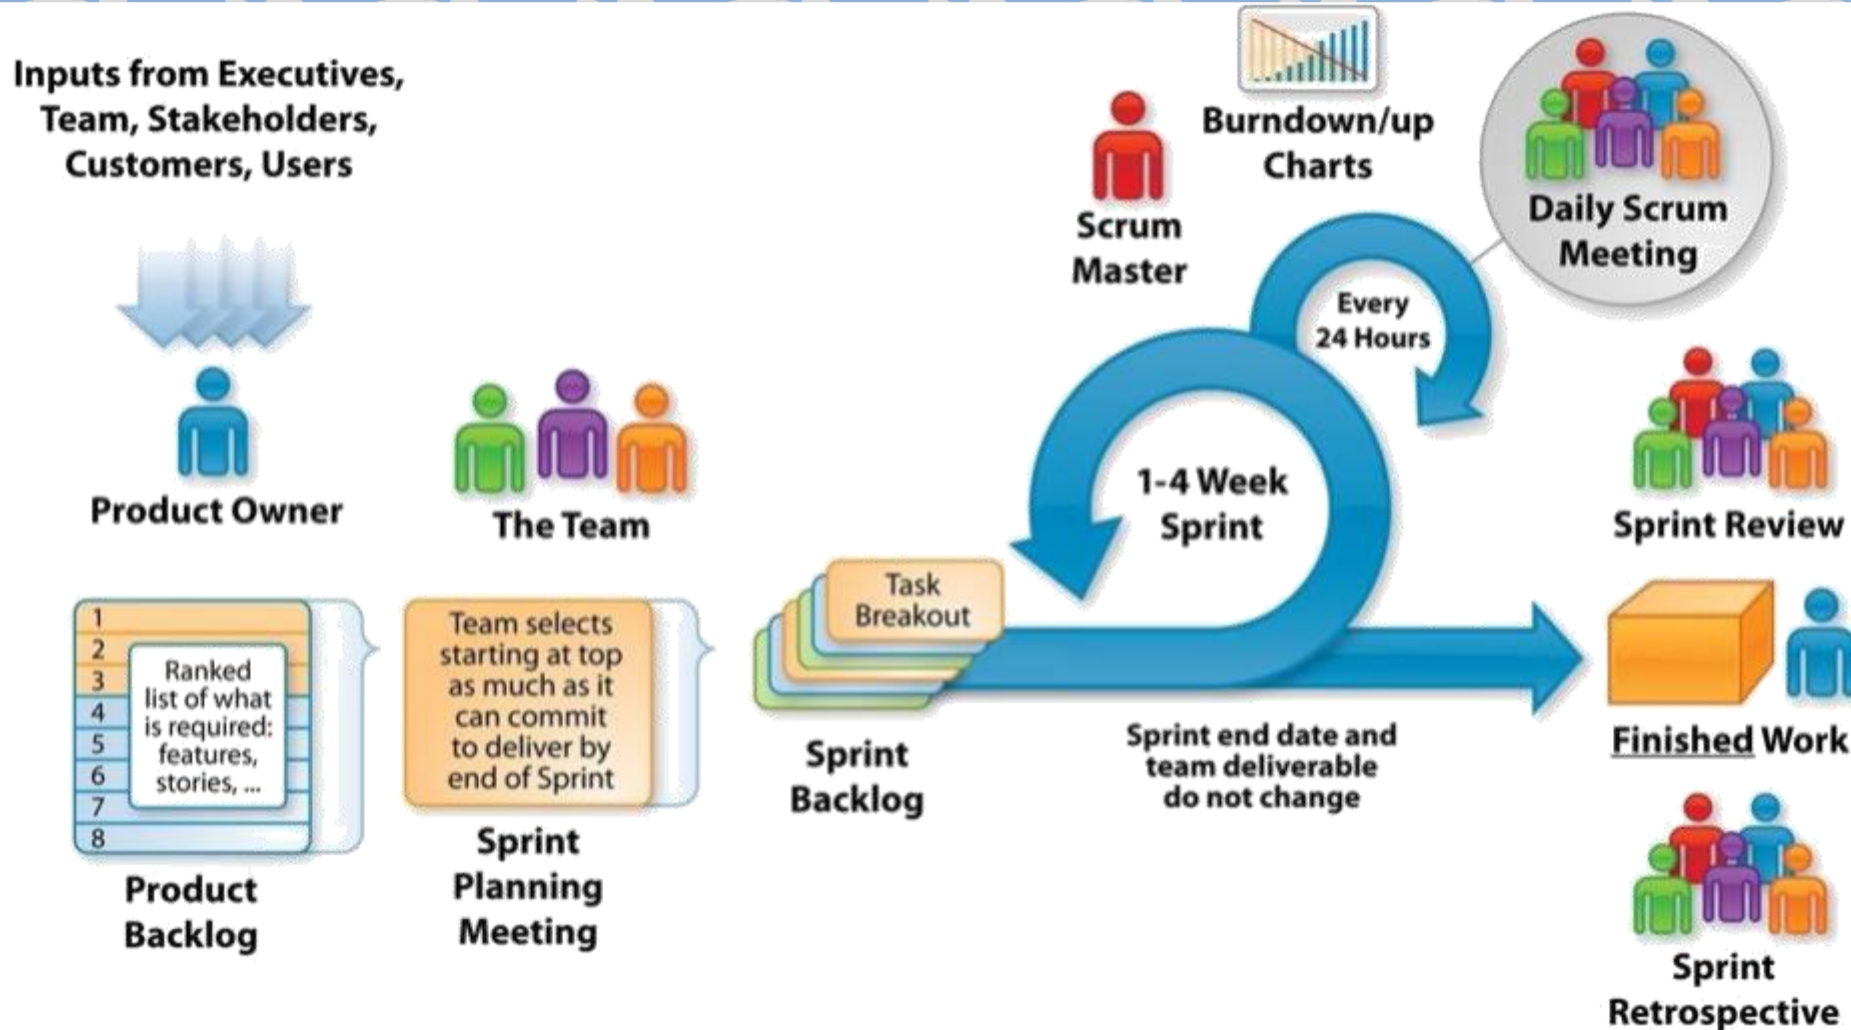 Inputs from Executives,
Team, Stakeholders,
Customers, Users
Product Owner
The Team
1
2
3
4
5
6
7
8
Ranked
list of what
is required:
features,
stories, ...
Product
Backlog
Team selects
starting at top
as much as it
can commit
to deliver by
end of Sprint
Sprint
Planning
Meeting
Task
Breakout
Sprint
Backlog
Scrum
Master
Burndown/up
Charts
Daily Scrum
Meeting
Every
24 Hours
1-4 Week
Sprint
Sprint end date and
team deliverable
do not change
Sprint Review
Finished Work
Sprint
Retrospective